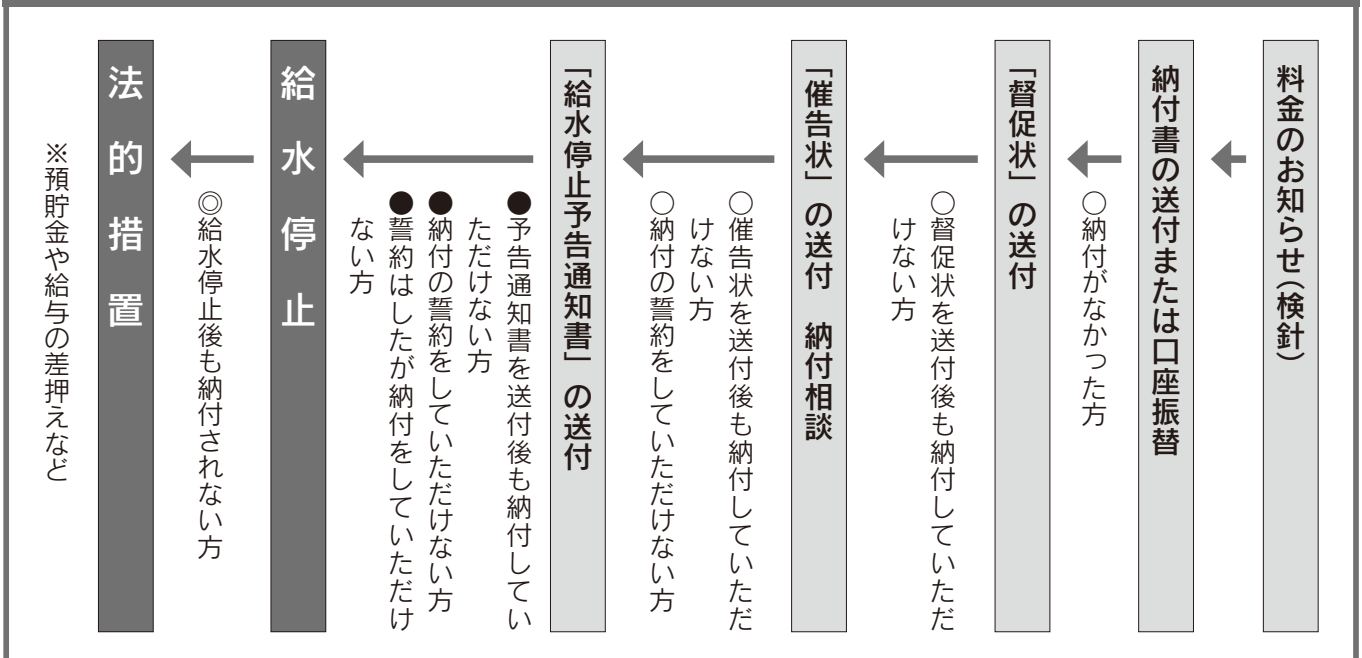 料金のお知らせ（検針）
納付書の送付または口座振替
○納付がなかった方
「督促状」の送付
○督促状を送付後も納付していただ
けない方
「催告状」の送付　納付相談
○催告状を送付後も納付していただ
けない方
○納付の誓約をしていただけない方
「給水停止予告通知書」の送付
●予告通知書を送付後も納付してい
ただけない方
●納付の誓約をしていただけない方
●誓約はしたが納付をしていただけ
ない方
給水停止
◎給水停止後も納付されない方
法的措置
※預貯金や給与の差押えなど